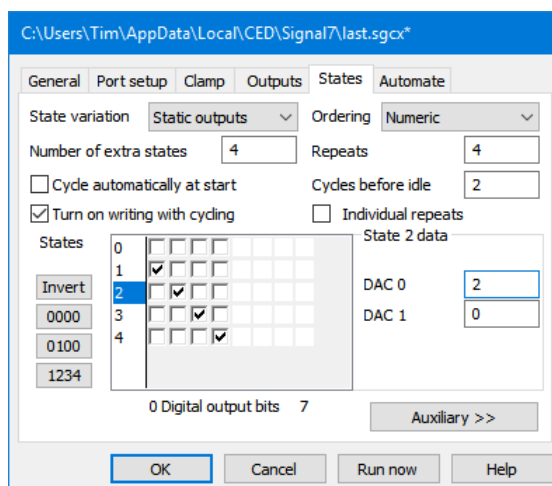 C:\Users\Tim\AppData\Local\CED\Signal7\last.sgcx*
General Port setup Clamp Outputs States Automate
State variation Static outputs Ordering Numeric
Number of extra states 4 Repeats 4
Cycle automatically at start Cycles before idle 2
Turn on writing with cycling Individual repeats
States State 2 data
0
1
Invert 2 DAC 0 2
0000 3 DAC 1 0
0100 4
1234
0 Digital output bits 7
Auxiliary >>
OK Cancel Run now Help